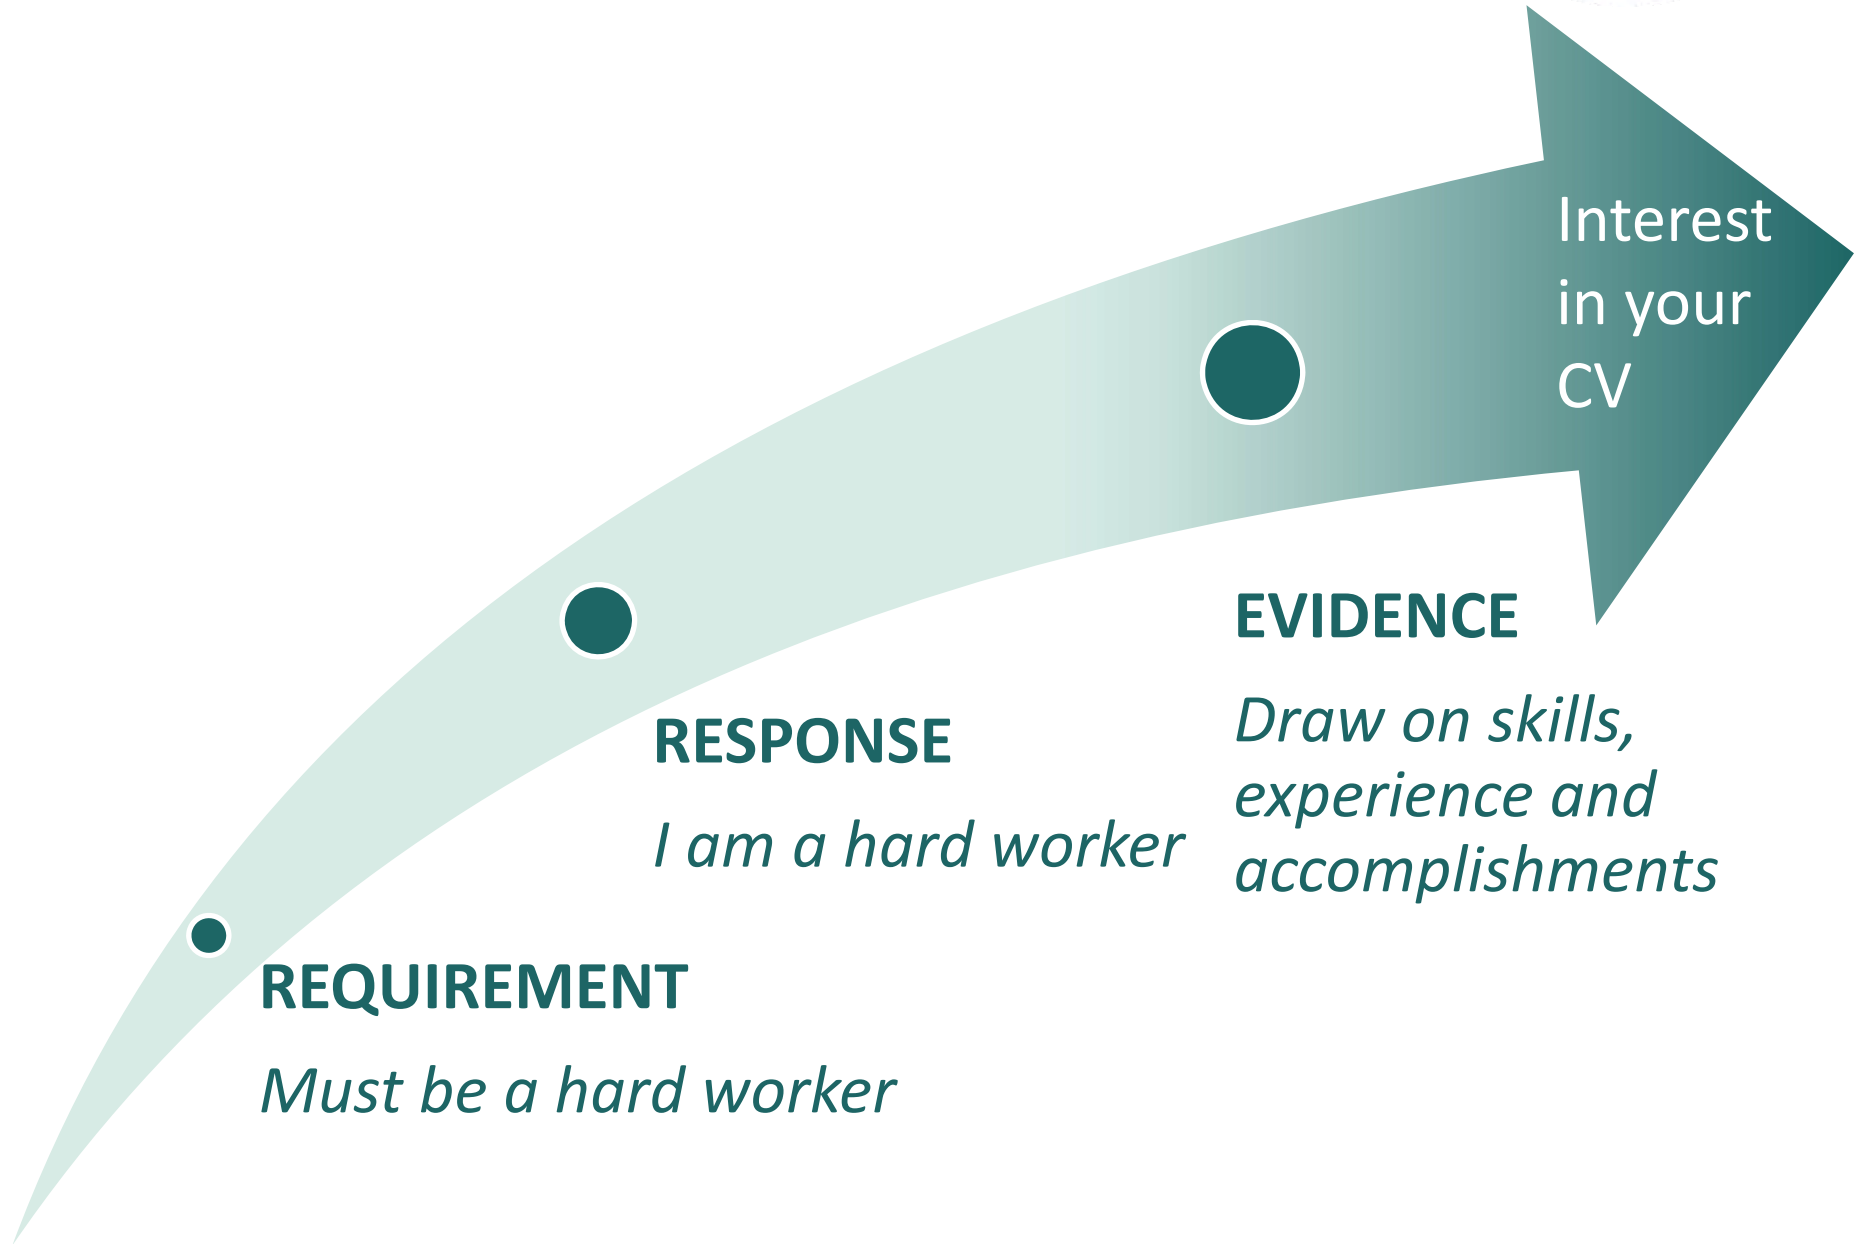 Interest
in your
CV
EVIDENCE
Draw on skills,
experience and
accomplishments
RESPONSE
I am a hard worker
REQUIREMENT
Must be a hard worker